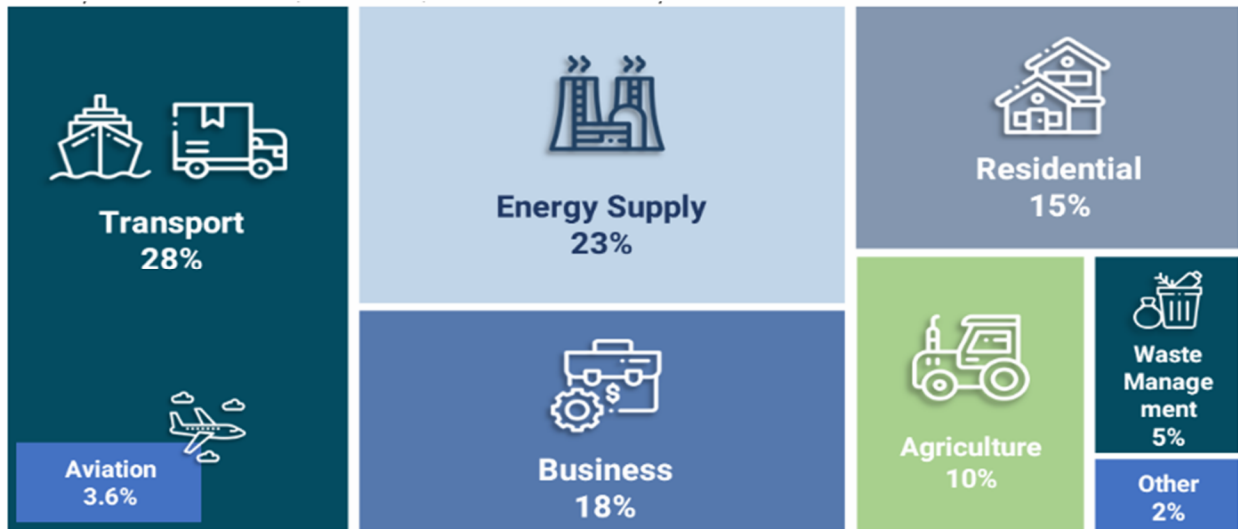 Transport
28%
Aviation
3.6%
Energy Supply
23%
Business
$
18%
Residential
15%
Agriculture
10%
Waste
Manage
ment
5%
Other
2%